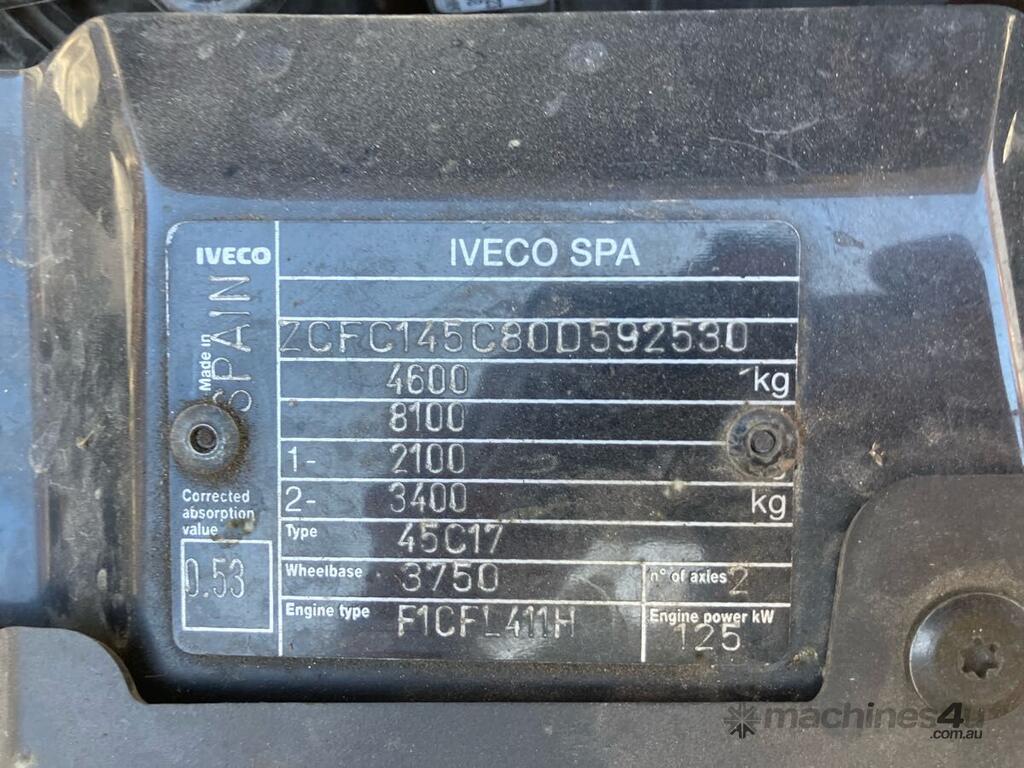 IVECO
IVECO SPA
Made in
SPAIN
ZCFC145C80D592530
4600 kg
8100
1- 2100
2- 3400 kg
Corrected
absorption
value
0.53
Type 45C17
Wheelbase 3750 n° of axles 2
Engine type F1CFL411H Engine power kW
125
machines4u
.com.au